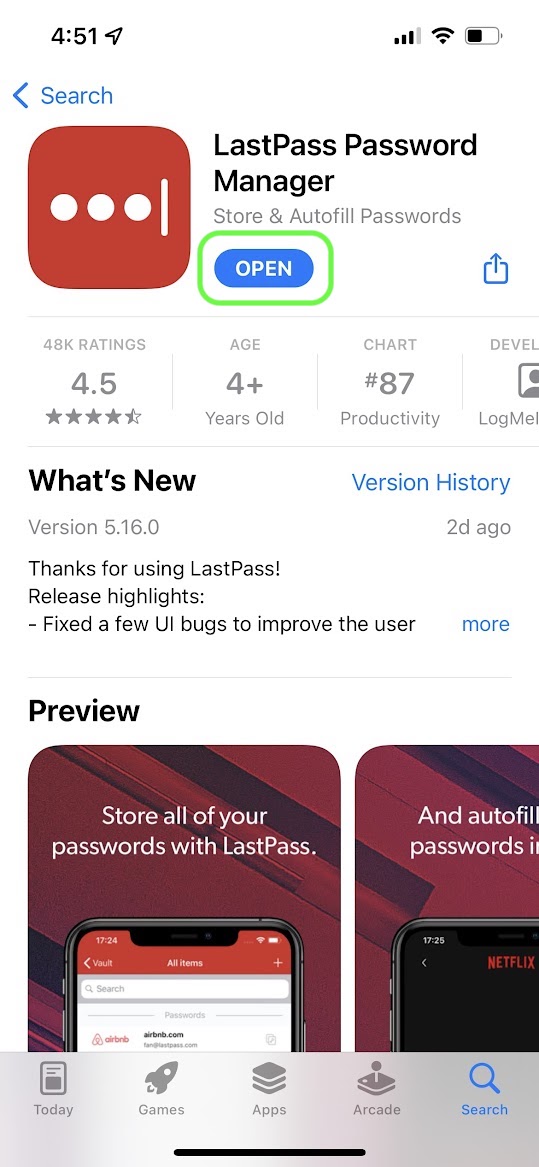 4:51
Search
LastPass Password
Manager
Store & Autofill Passwords
OPEN
48K RATINGS
4.5
AGE
4+
Years Old
CHART
#87
Productivity
DEVEL
LogMeI
What's New
Version History
Version 5.16.0
2d ago
Thanks for using LastPass!
Release highlights:
- Fixed a few UI bugs to improve the user
more
Preview
Store all of your
passwords with LastPass.
17:24
Vault
All items
+
Search
Passwords
airbnb
airbnb.com
fan@lastpass.com
And autofill
passwords i
17:25
NETFLIX
Today
Games
Apps
Arcade
Search